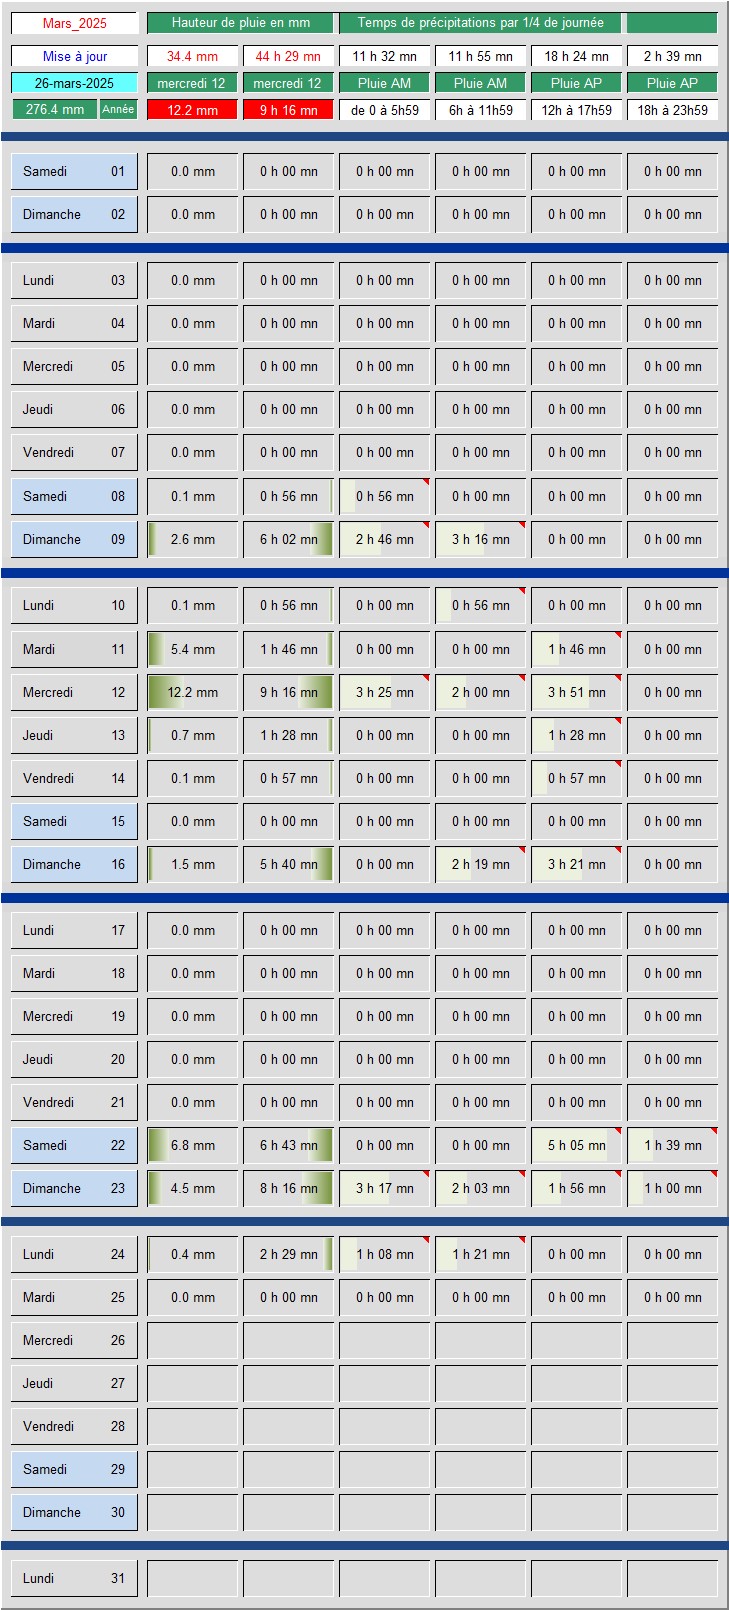 Mars_2025 Hauteur de pluie en mm Temps de précipitations par 1/4 de journée
Mise à jour 34.4 mm 44 h 29 mn 11 h 32 mn 11 h 55 mn 18 h 24 mn 2 h 39 mn
26-mars-2025 mercredi 12 mercredi 12 Pluie AM Pluie AM Pluie AP Pluie AP
276.4 mm Année 12.2 mm 9 h 16 mn de 0 à 5h59 6h à 11h59 12h à 17h59 18h à 23h59
Samedi 01 0.0 mm 0 h 00 mn 0 h 00 mn 0 h 00 mn 0 h 00 mn 0 h 00 mn
Dimanche 02 0.0 mm 0 h 00 mn 0 h 00 mn 0 h 00 mn 0 h 00 mn 0 h 00 mn
Lundi 03 0.0 mm 0 h 00 mn 0 h 00 mn 0 h 00 mn 0 h 00 mn 0 h 00 mn
Mardi 04 0.0 mm 0 h 00 mn 0 h 00 mn 0 h 00 mn 0 h 00 mn 0 h 00 mn
Mercredi 05 0.0 mm 0 h 00 mn 0 h 00 mn 0 h 00 mn 0 h 00 mn 0 h 00 mn
Jeudi 06 0.0 mm 0 h 00 mn 0 h 00 mn 0 h 00 mn 0 h 00 mn 0 h 00 mn
Vendredi 07 0.0 mm 0 h 00 mn 0 h 00 mn 0 h 00 mn 0 h 00 mn 0 h 00 mn
Samedi 08 0.1 mm 0 h 56 mn 0 h 56 mn 0 h 00 mn 0 h 00 mn 0 h 00 mn
Dimanche 09 2.6 mm 6 h 02 mn 2 h 46 mn 3 h 16 mn 0 h 00 mn 0 h 00 mn
Lundi 10 0.1 mm 0 h 56 mn 0 h 00 mn 0 h 56 mn 0 h 00 mn 0 h 00 mn
Mardi 11 5.4 mm 1 h 46 mn 0 h 00 mn 0 h 00 mn 1 h 46 mn 0 h 00 mn
Mercredi 12 12.2 mm 9 h 16 mn 3 h 25 mn 2 h 00 mn 3 h 51 mn 0 h 00 mn
Jeudi 13 0.7 mm 1 h 28 mn 0 h 00 mn 0 h 00 mn 1 h 28 mn 0 h 00 mn
Vendredi 14 0.1 mm 0 h 57 mn 0 h 00 mn 0 h 00 mn 0 h 57 mn 0 h 00 mn
Samedi 15 0.0 mm 0 h 00 mn 0 h 00 mn 0 h 00 mn 0 h 00 mn 0 h 00 mn
Dimanche 16 1.5 mm 5 h 40 mn 0 h 00 mn 2 h 19 mn 3 h 21 mn 0 h 00 mn
Lundi 17 0.0 mm 0 h 00 mn 0 h 00 mn 0 h 00 mn 0 h 00 mn 0 h 00 mn
Mardi 18 0.0 mm 0 h 00 mn 0 h 00 mn 0 h 00 mn 0 h 00 mn 0 h 00 mn
Mercredi 19 0.0 mm 0 h 00 mn 0 h 00 mn 0 h 00 mn 0 h 00 mn 0 h 00 mn
Jeudi 20 0.0 mm 0 h 00 mn 0 h 00 mn 0 h 00 mn 0 h 00 mn 0 h 00 mn
Vendredi 21 0.0 mm 0 h 00 mn 0 h 00 mn 0 h 00 mn 0 h 00 mn 0 h 00 mn
Samedi 22 6.8 mm 6 h 43 mn 0 h 00 mn 0 h 00 mn 5 h 05 mn 1 h 39 mn
Dimanche 23 4.5 mm 8 h 16 mn 3 h 17 mn 2 h 03 mn 1 h 56 mn 1 h 00 mn
Lundi 24 0.4 mm 2 h 29 mn 1 h 08 mn 1 h 21 mn 0 h 00 mn 0 h 00 mn
Mardi 25 0.0 mm 0 h 00 mn 0 h 00 mn 0 h 00 mn 0 h 00 mn 0 h 00 mn
Mercredi 26
Jeudi 27
Vendredi 28
Samedi 29
Dimanche 30
Lundi 31